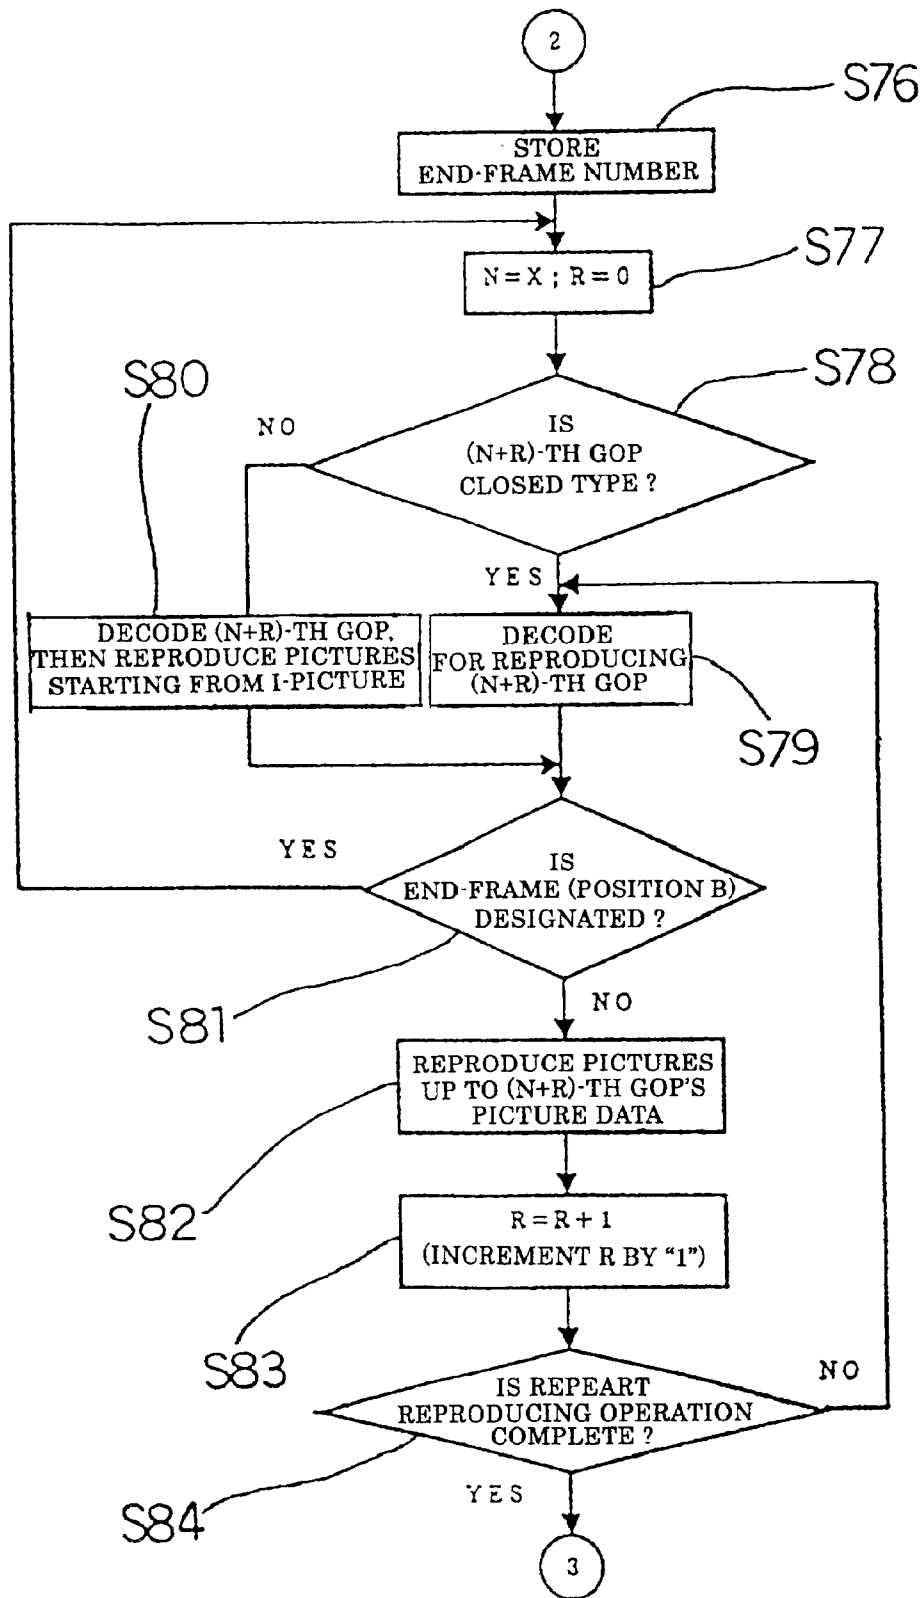 2
S76
STORE
END-FRAME NUMBER
S77
N=X ; R=0
S78
S80
NO
IS
(N+R)-TH GOP
CLOSED TYPE ?
YES
DECODE (N+R)-TH GOP,
THEN REPRODUCE PICTURES
STARTING FROM I-PICTURE
DECODE
FOR REPRODUCING
(N+R)-TH GOP
S79
YES
IS
END-FRAME (POSITION B)
DESIGNATED ?
S81
NO
REPRODUCE PICTURES
UP TO (N+R)-TH GOP'S
PICTURE DATA
S82
R=R+1
(INCREMENT R BY “1”)
S83
NO
IS REPEART
REPRODUCING OPERATION
COMPLETE ?
YES
S84
3